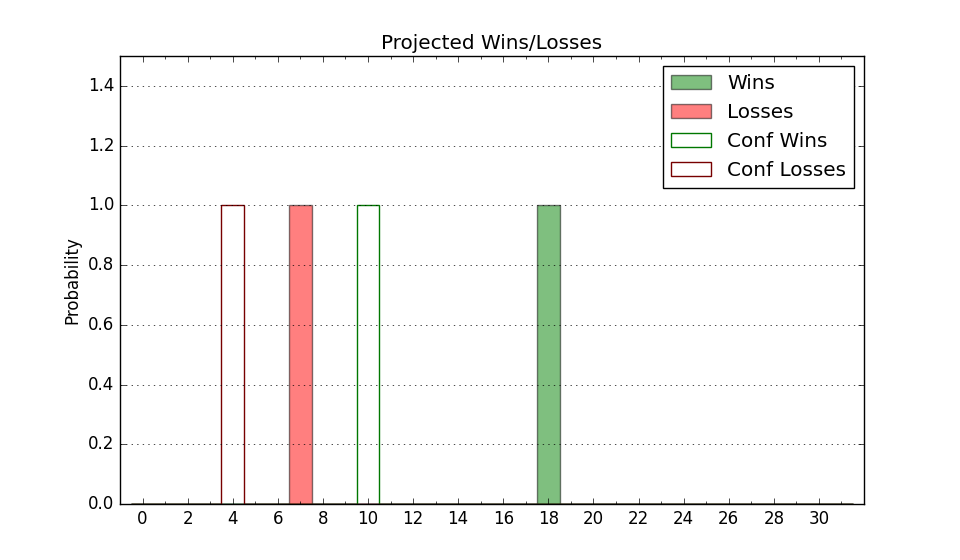 Projected Wins/Losses
1.4
1.2
1.0
0.8
0.6
0.4
0.2
0.0
Probability
Wins
Losses
Conf Wins
Conf Losses
0 2 4 6 8 10 12 14 16 18 20 22 24 26 28 30